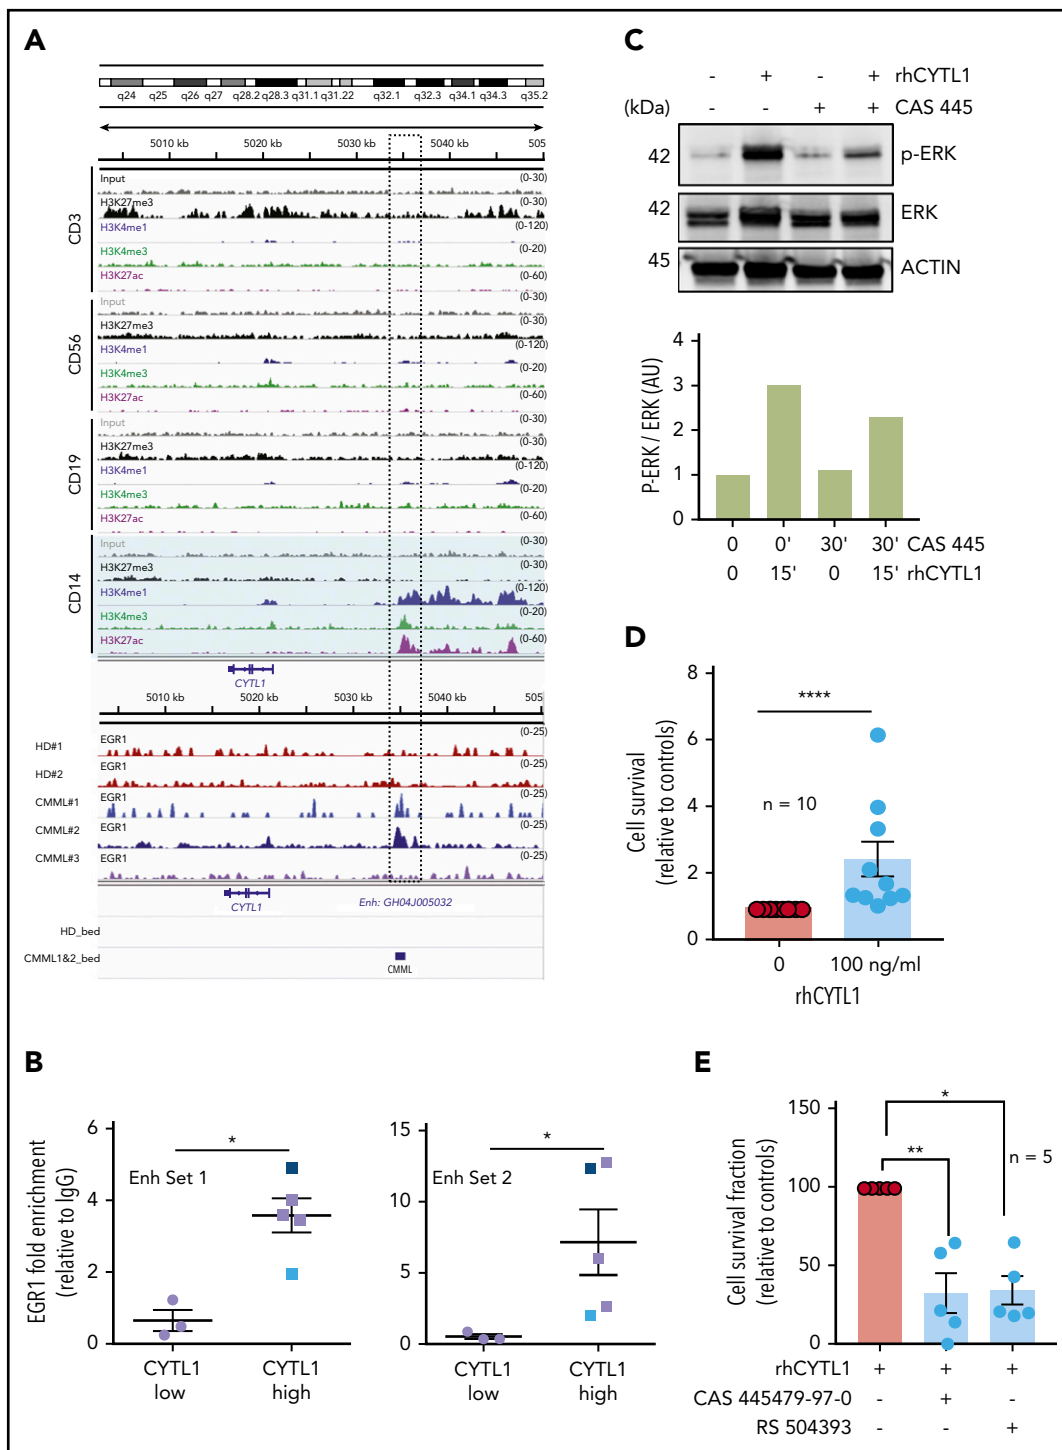 A
q24 q25 q26 q27 q28.2 q28.3 q31.1 q31.22 q32.1 q32.3 q34.1 q34.3 q35.2
5010 kb 5020 kb 5030 kb 5040 kb 505
CD3
Input (0-30)
H3K27me3 (0-30)
H3K4me1 (0-120)
H3K4me3 (0-20)
H3K27ac (0-60)
CD56
Input (0-30)
H3K27me3 (0-30)
H3K4me1 (0-120)
H3K4me3 (0-20)
H3K27ac (0-60)
CD19
Input (0-30)
H3K27me3 (0-30)
H3K4me1 (0-120)
H3K4me3 (0-20)
H3K27ac (0-60)
CD14
Input (0-30)
H3K27me3 (0-30)
H3K4me1 (0-120)
H3K4me3 (0-20)
H3K27ac (0-60)
CYTL1
5010 kb 5020 kb 5030 kb 5040 kb 505
HD#1 EGR1 (0-25)
HD#2 EGR1 (0-25)
CMML#1 EGR1 (0-25)
CMML#2 EGR1 (0-25)
CMML#3 EGR1 (0-25)
CYTL1 Enh: GH04J005032
HD_bed
CMML1&2_bed
CMML
B
EGR1 fold enrichment
(relative to IgG)
6
4
2
0
Enh Set 1
*
CYTL1 low
CYTL1 high
15
10
5
0
Enh Set 2
*
CYTL1 low
CYTL1 high
C
- + - + rhCYTL1
(kDa) - - + + CAS 445
42 p-ERK
42 ERK
45 ACTIN
P-ERK / ERK (AU)
4
3
2
1
0
0 0' 30' 30' CAS 445
0 15' 0 15' rhCYTL1
D
Cell survival
(relative to controls)
8
6
4
2
0
****
n = 10
0 100 ng/ml
rhCYTL1
E
Cell survival fraction
(relative to controls)
150
100
50
0
*
**
n = 5
rhCYTL1 + + +
CAS 445479-97-0 - + -
RS 504393 - - +